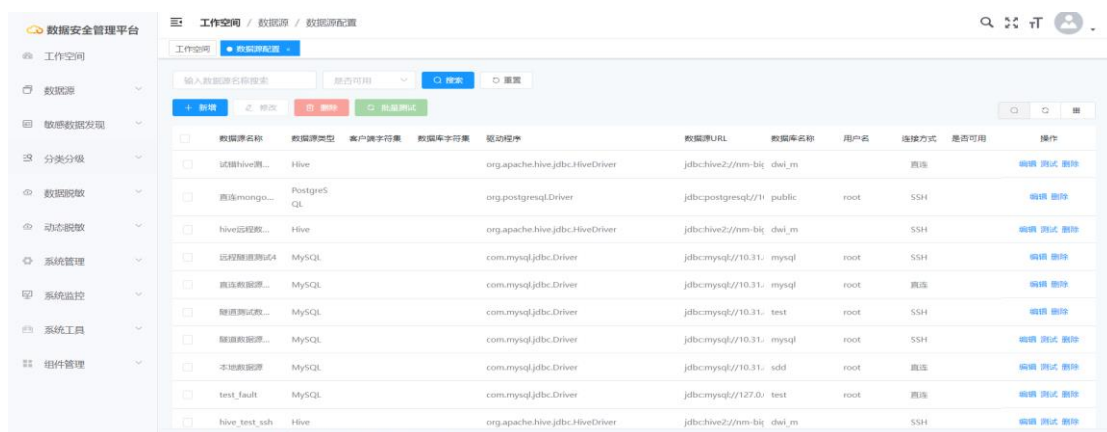 数据安全管理平台
工作空间 / 数据源 / 数据源配置
工作空间 数据源配置 ×
工作空间
数据源
敏感数据发现
分类分级
数据脱敏
动态脱敏
系统管理
系统监控
系统工具
组件管理
输入数据源名称搜索 是否可用 搜索 重置
+ 新增 修改 删除 批量测试
数据源名称 数据源类型 客户端字符集 数据库字符集 驱动程序 数据源URL 数据库名称 用户名 连接方式 是否可用 操作
试错hive测... Hive org.apache.hive.jdbc.HiveDriver jdbc:hive2://nm-bi dwi_m 直连 编辑 测试 删除
直连mongo... PostgreSQL org.postgresql.Driver jdbc:postgresql://1 public root SSH 编辑 删除
hive远程数... Hive org.apache.hive.jdbc.HiveDriver jdbc:hive2://nm-bi dwi_m SSH 编辑 测试 删除
远程隧道测试4 MySQL com.mysql.jdbc.Driver jdbc:mysql://10.31. mysql root SSH 编辑 测试 删除
直连数据源... MySQL com.mysql.jdbc.Driver jdbc:mysql://10.31. mysql root 直连 编辑 删除
隧道测试数... MySQL com.mysql.jdbc.Driver jdbc:mysql://10.31. test root SSH 编辑 删除
隧道数据源... MySQL com.mysql.jdbc.Driver jdbc:mysql://10.31. mysql root SSH 编辑 测试 删除
本地数据源 MySQL com.mysql.jdbc.Driver jdbc:mysql://10.31. sdd root 直连 编辑 测试 删除
test_fault MySQL com.mysql.jdbc.Driver jdbc:mysql://127.0. test root 直连 编辑 测试 删除
hive_test_ssh Hive org.apache.hive.jdbc.HiveDriver jdbc:hive2://nm-bi dwi_m SSH 编辑 测试 删除